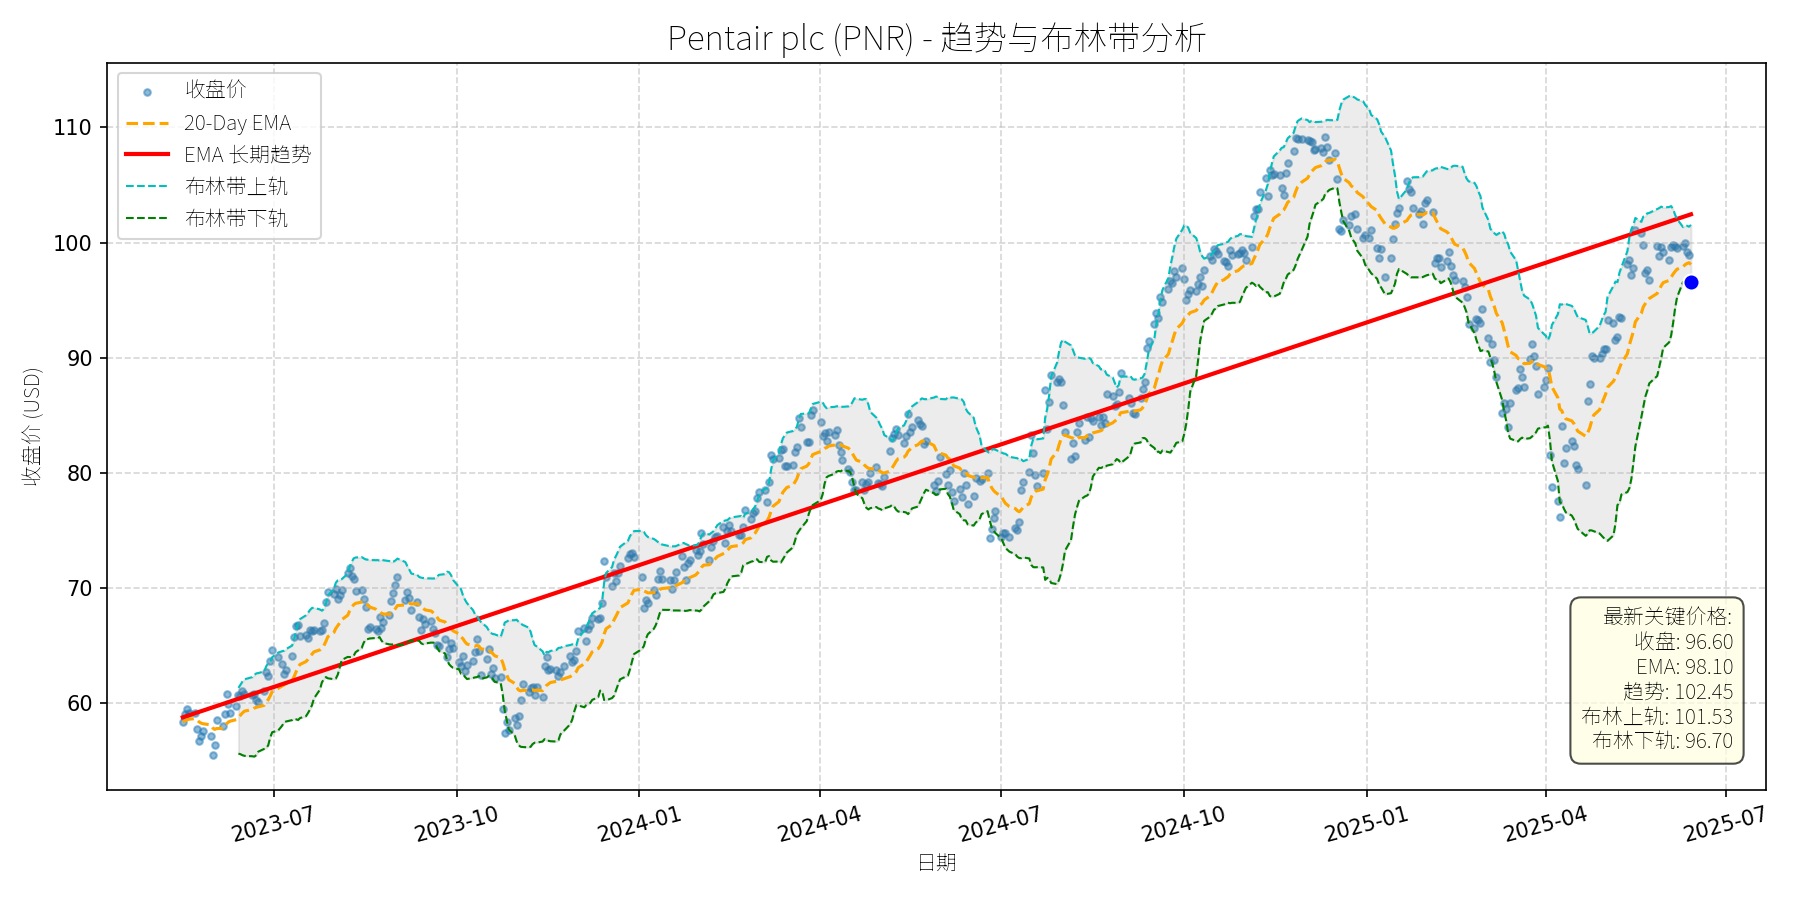 Pentair plc (PNR) - 趋势与布林带分析
收盘价
20-Day EMA
EMA 长期趋势
布林带上轨
布林带下轨
收盘价 (USD)
110
100
90
80
70
60
最新关键价格:
收盘: 96.60
EMA: 98.10
趋势: 102.45
布林上轨: 101.53
布林下轨: 96.70
2023-07
2023-10
2024-01
2024-04
2024-07
2024-10
2025-01
2025-04
2025-07
日期